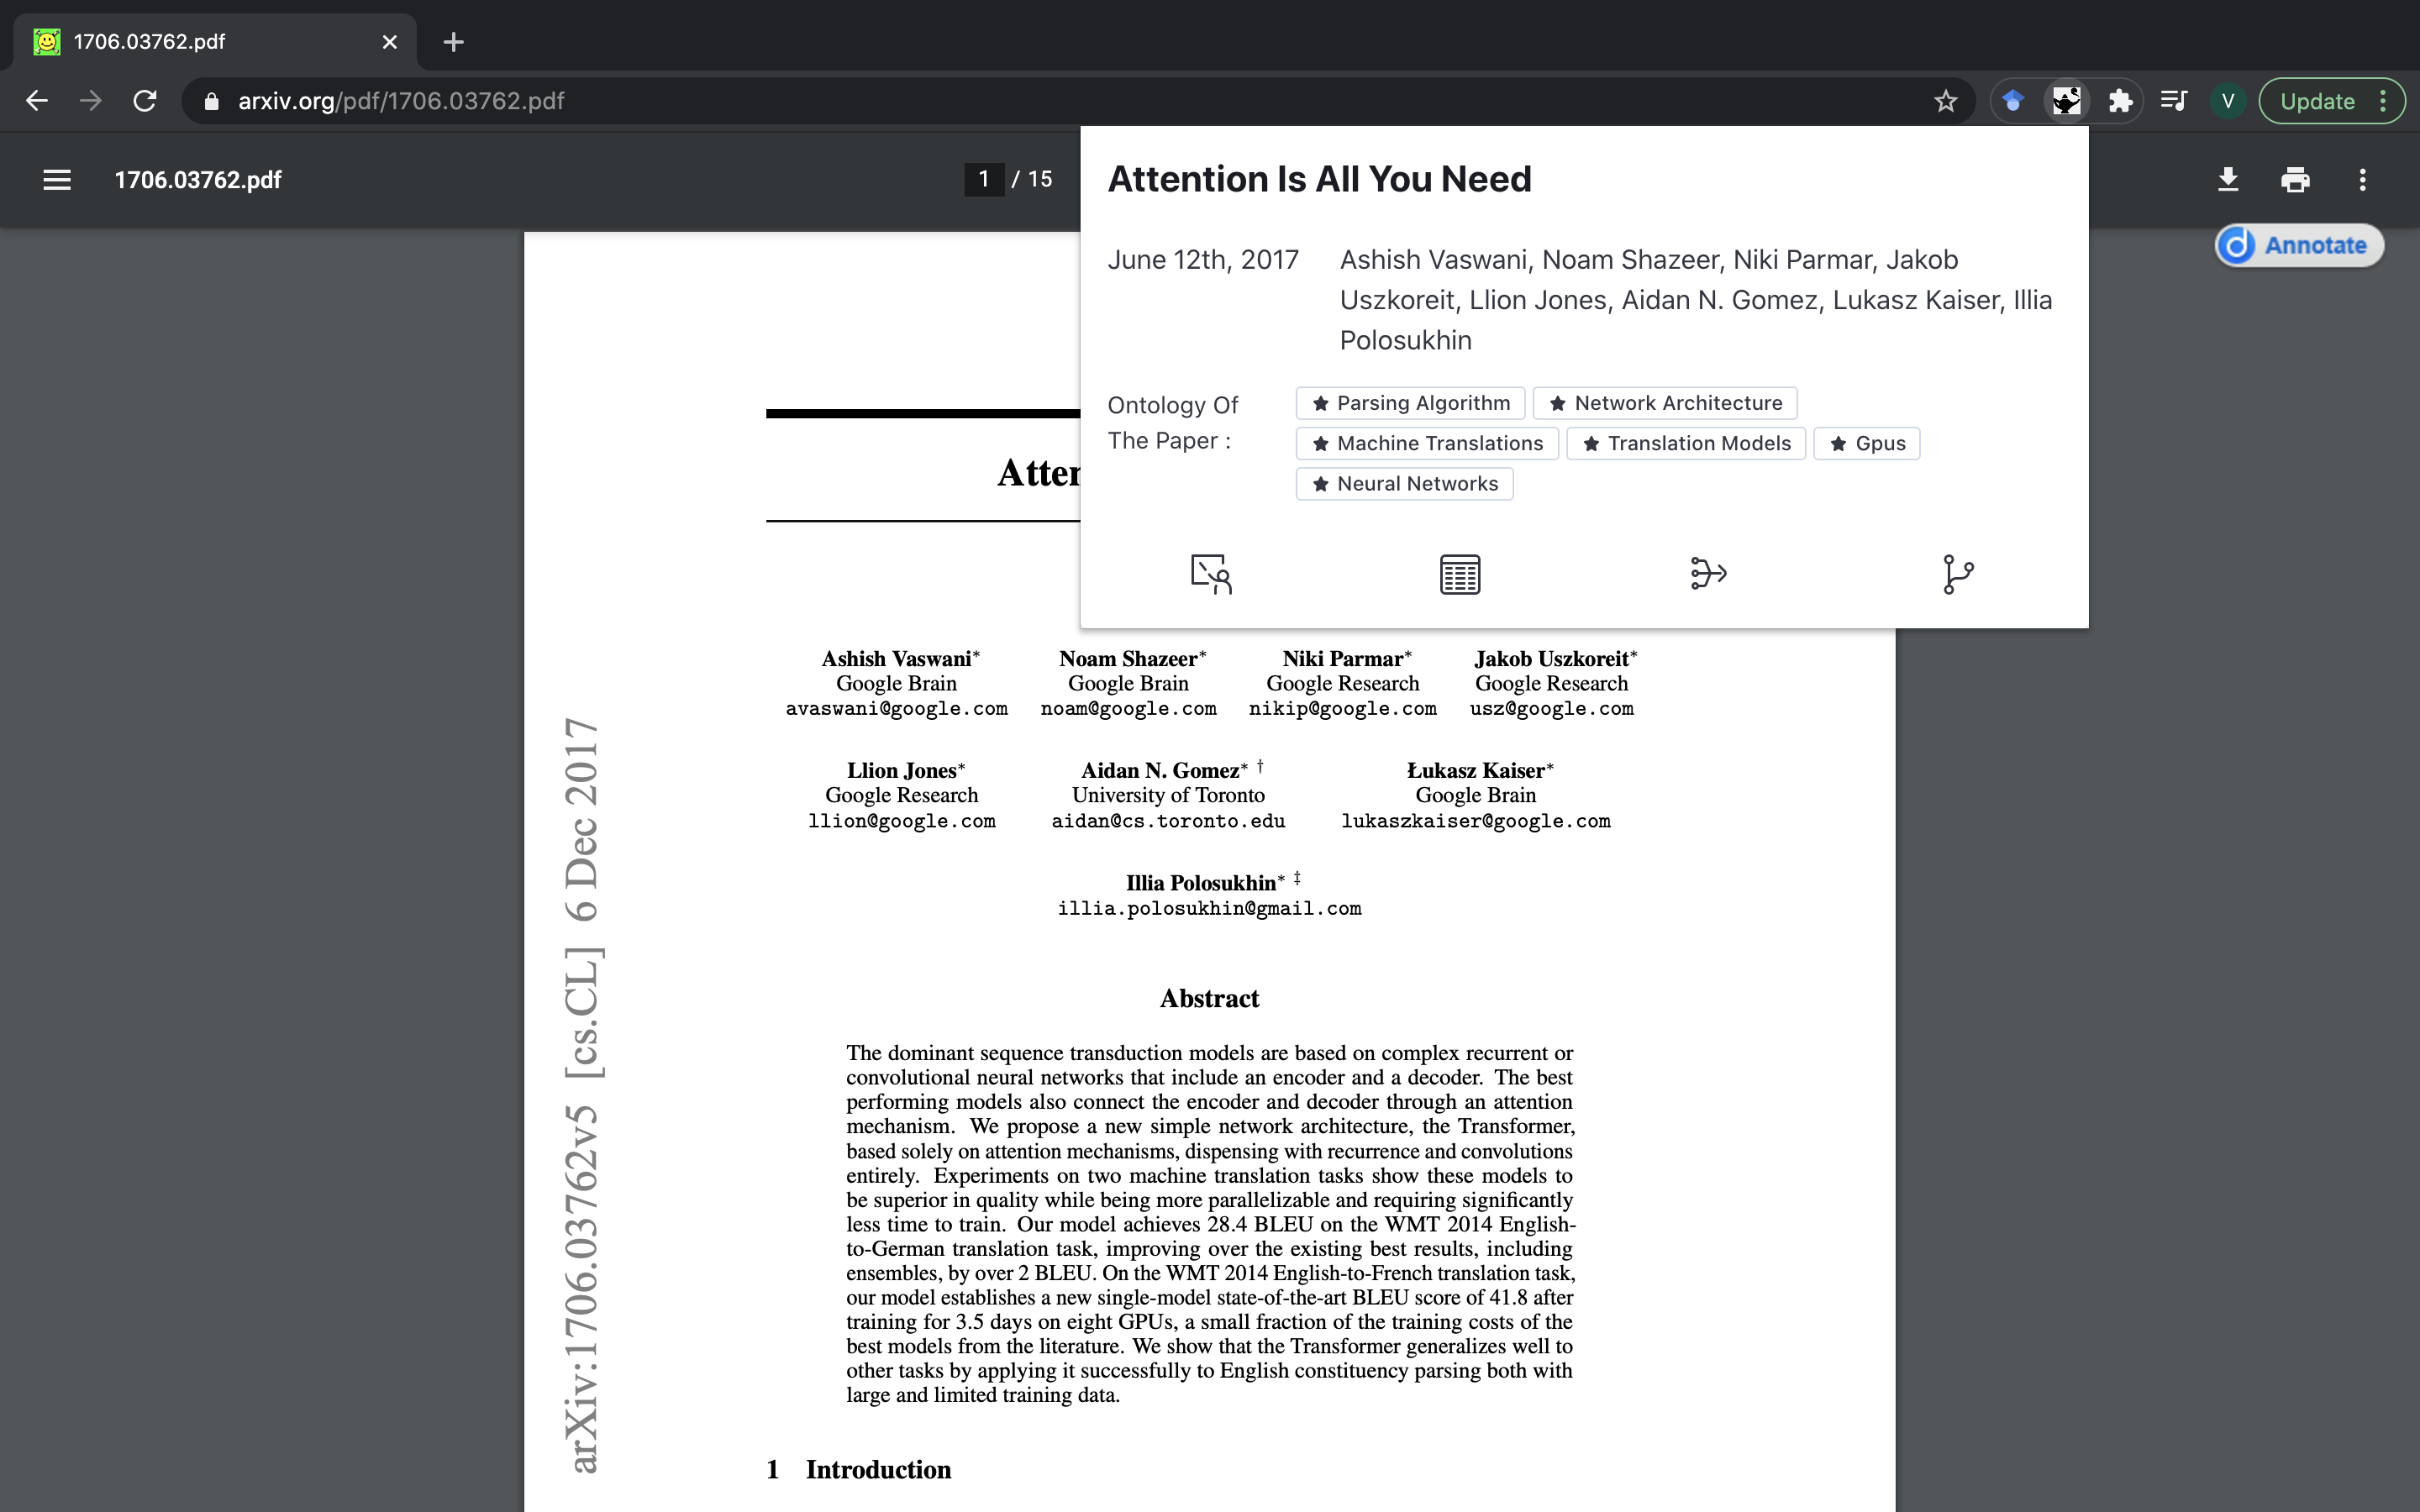 1706.03762.pdf
arxiv.org/pdf/1706.03762.pdf
V
Update
1706.03762.pdf
1 / 15
Annotate
Attention Is All You Need
June 12th, 2017
Ashish Vaswani, Noam Shazeer, Niki Parmar, Jakob
Uszkoreit, Llion Jones, Aidan N. Gomez, Lukasz Kaiser, Illia
Polosukhin
Ontology Of
The Paper :
Parsing Algorithm
Network Architecture
Machine Translations
Translation Models
Gpus
Neural Networks
Atten
Ashish Vaswani*
Google Brain
avaswani@google.com
Noam Shazeer*
Google Brain
noam@google.com
Niki Parmar*
Google Research
nikip@google.com
Jakob Uszkoreit*
Google Research
usz@google.com
Llion Jones*
Google Research
llion@google.com
Aidan N. Gomez* †
University of Toronto
aidan@cs.toronto.edu
Łukasz Kaiser*
Google Brain
lukaszkaiser@google.com
Illia Polosukhin* ‡
illia.polosukhin@gmail.com
Abstract
The dominant sequence transduction models are based on complex recurrent or
convolutional neural networks that include an encoder and a decoder. The best
performing models also connect the encoder and decoder through an attention
mechanism. We propose a new simple network architecture, the Transformer,
based solely on attention mechanisms, dispensing with recurrence and convolutions
entirely. Experiments on two machine translation tasks show these models to
be superior in quality while being more parallelizable and requiring significantly
less time to train. Our model achieves 28.4 BLEU on the WMT 2014 English-
to-German translation task, improving over the existing best results, including
ensembles, by over 2 BLEU. On the WMT 2014 English-to-French translation task,
our model establishes a new single-model state-of-the-art BLEU score of 41.8 after
training for 3.5 days on eight GPUs, a small fraction of the training costs of the
best models from the literature. We show that the Transformer generalizes well to
other tasks by applying it successfully to English constituency parsing both with
large and limited training data.
1 Introduction
arXiv:1706.03762v5 [cs.CL] 6 Dec 2017